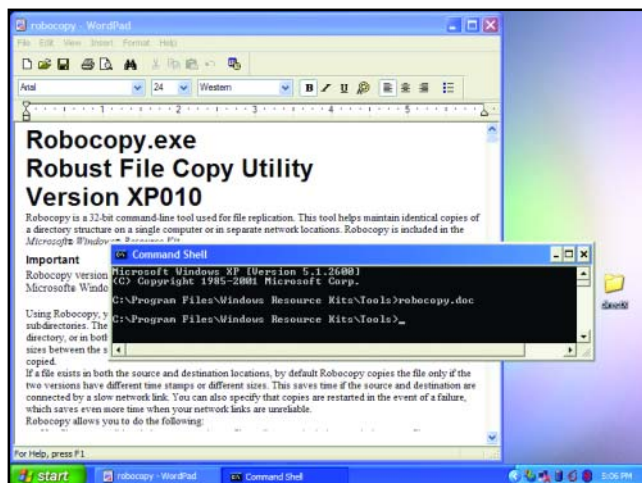 robocopy - WordPad
File Edit View Insert Format Help
Arial 24 Western B / U
1 2 3 4 5
Robocopy.exe
Robust File Copy Utility
Version XP010
Robocopy is a 32-bit command-line tool used for file replication. This tool helps maintain identical copies of
a directory structure on a single computer or in separate network locations. Robocopy is included in the
Microsoft® Windows® Resource Kit
Important
Robocopy version
Microsoft® Windo
Using Robocopy, y
subdirectories. The
directory, or in both
sizes between the s
copied.
Command Shell
Microsoft Windows XP [Version 5.1.2600]
(C) Copyright 1985-2001 Microsoft Corp.
C:\Program Files\Windows Resource Kits\Tools>robocopy.doc
C:\Program Files\Windows Resource Kits\Tools>_
If a file exists in both the source and destination locations, by default Robocopy copies the file only if the
two versions have different time stamps or different sizes. This saves time if the source and destination are
connected by a slow network link. You can also specify that copies are restarted in the event of a failure,
which saves even more time when your network links are unreliable.
Robocopy allows you to do the following:
For Help, press F1
start robocopy - WordPad Command Shell 5:06 PM